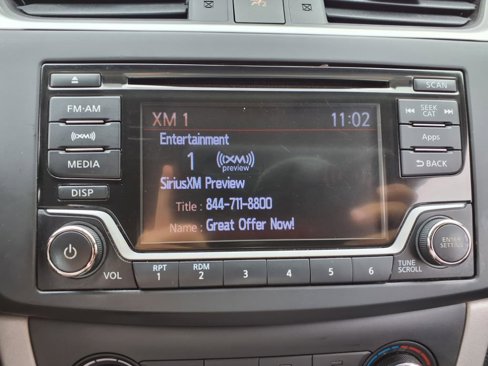 SCAN
FM·AM
XM 1
11:02
SEEK
CAT
Entertainment
((XM))
1
((XM))
preview
Apps
MEDIA
SiriusXM Preview
BACK
DISP
Title : 844-711-8800
Name : Great Offer Now!
ENTER
SETTING
VOL
RPT
1
RDM
2
3
4
5
6
TUNE
SCROLL